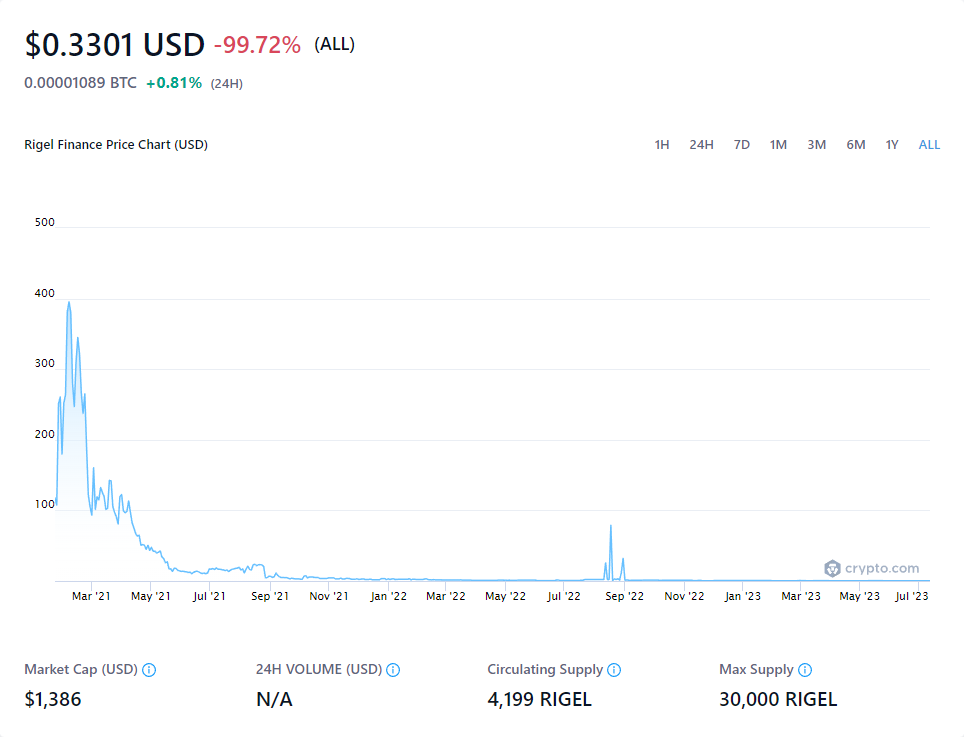 $0.3301 USD -99.72% (ALL)
0.00001089 BTC +0.81% (24H)
Rigel Finance Price Chart (USD) 1H 24H 7D 1M 3M 6M 1Y ALL
500
400
300
200
100
crypto.com
Mar '21 May '21 Jul '21 Sep '21 Nov '21 Jan '22 Mar '22 May '22 Jul '22 Sep '22 Nov '22 Jan '23 Mar '23 May '23 Jul '23
Market Cap (USD) 24H VOLUME (USD) Circulating Supply Max Supply
$1,386 N/A 4,199 RIGEL 30,000 RIGEL